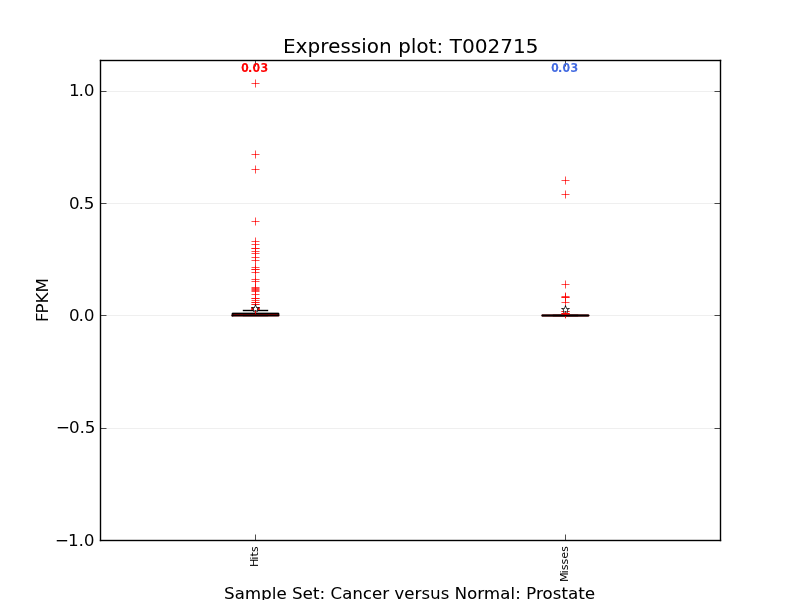 Expression plot: T002715
0.03 0.03
1.0
0.5
0.0
−0.5
−1.0
FPKM
Hits Misses
Sample Set: Cancer versus Normal: Prostate